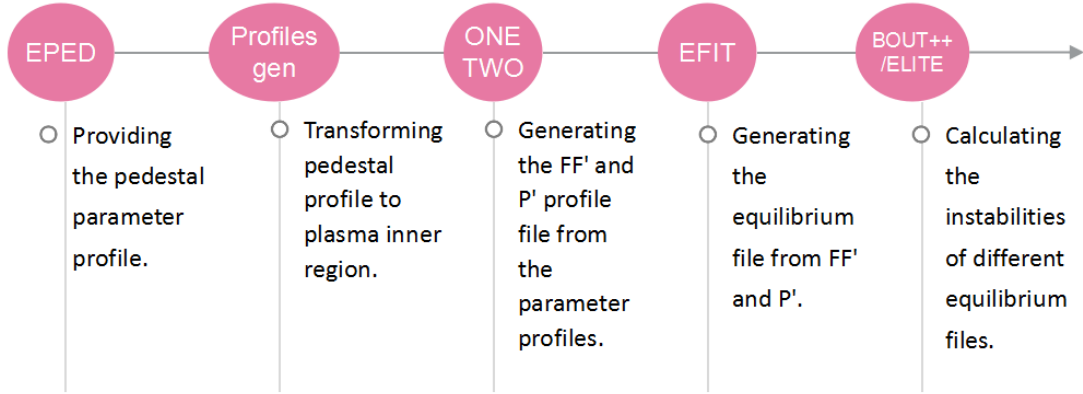 EPED
Profiles
gen
ONE
TWO
EFIT
BOUT++
/ELITE
Providing
the pedestal
parameter
profile.
Transforming
pedestal
profile to
plasma inner
region.
Generating
the FF' and
P' profile
file from
the
parameter
profiles.
Generating
the
equilibrium
file from FF'
and P'.
Calculating
the
instabilities
of different
equilibrium
files.